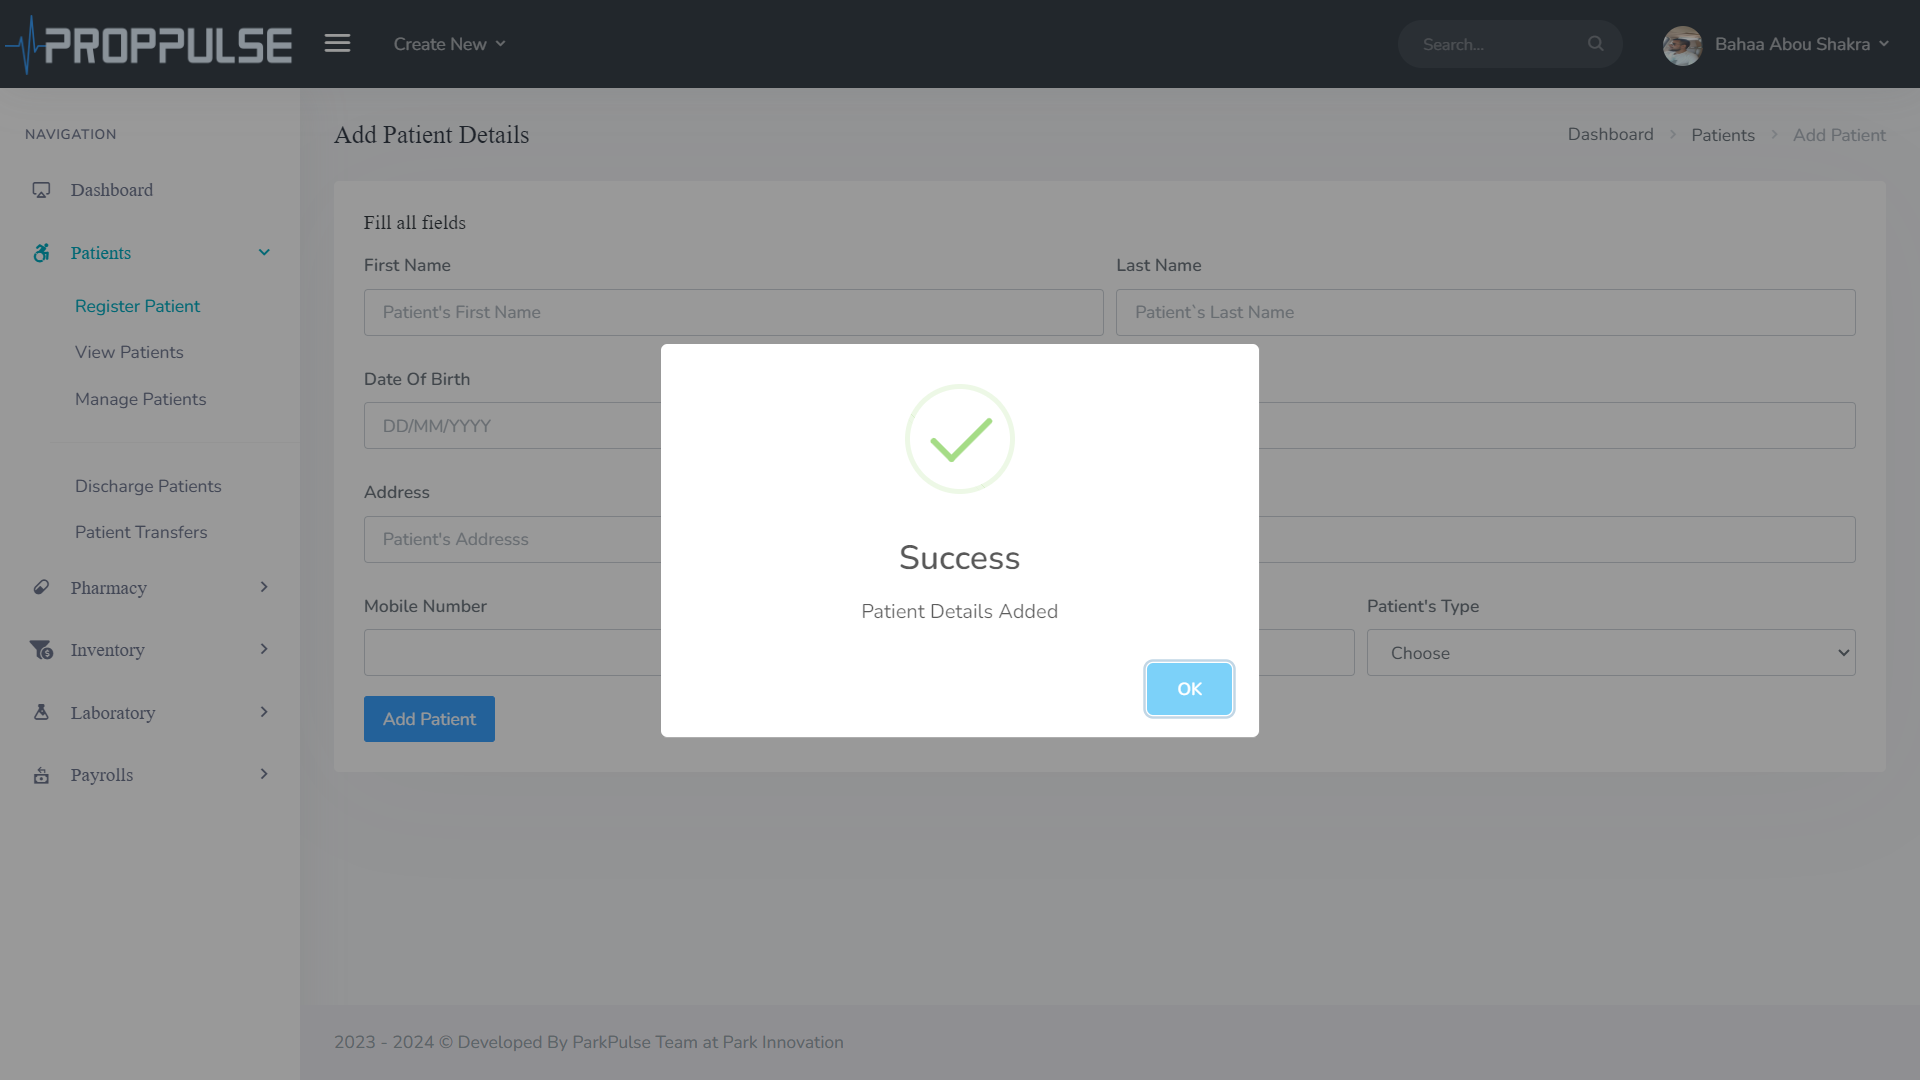 PROPPULSE
Create New
Search...
Bahaa Abou Shakra
NAVIGATION
Dashboard
Patients
Register Patient
View Patients
Manage Patients
Discharge Patients
Patient Transfers
Pharmacy
Inventory
Laboratory
Payrolls
Add Patient Details
Dashboard > Patients > Add Patient
Fill all fields
First Name
Patient's First Name
Last Name
Patient`s Last Name
Date Of Birth
DD/MM/YYYY
Address
Patient's Addresss
Mobile Number
Patient's Type
Choose
Add Patient
Success
Patient Details Added
OK
2023 - 2024 © Developed By ParkPulse Team at Park Innovation